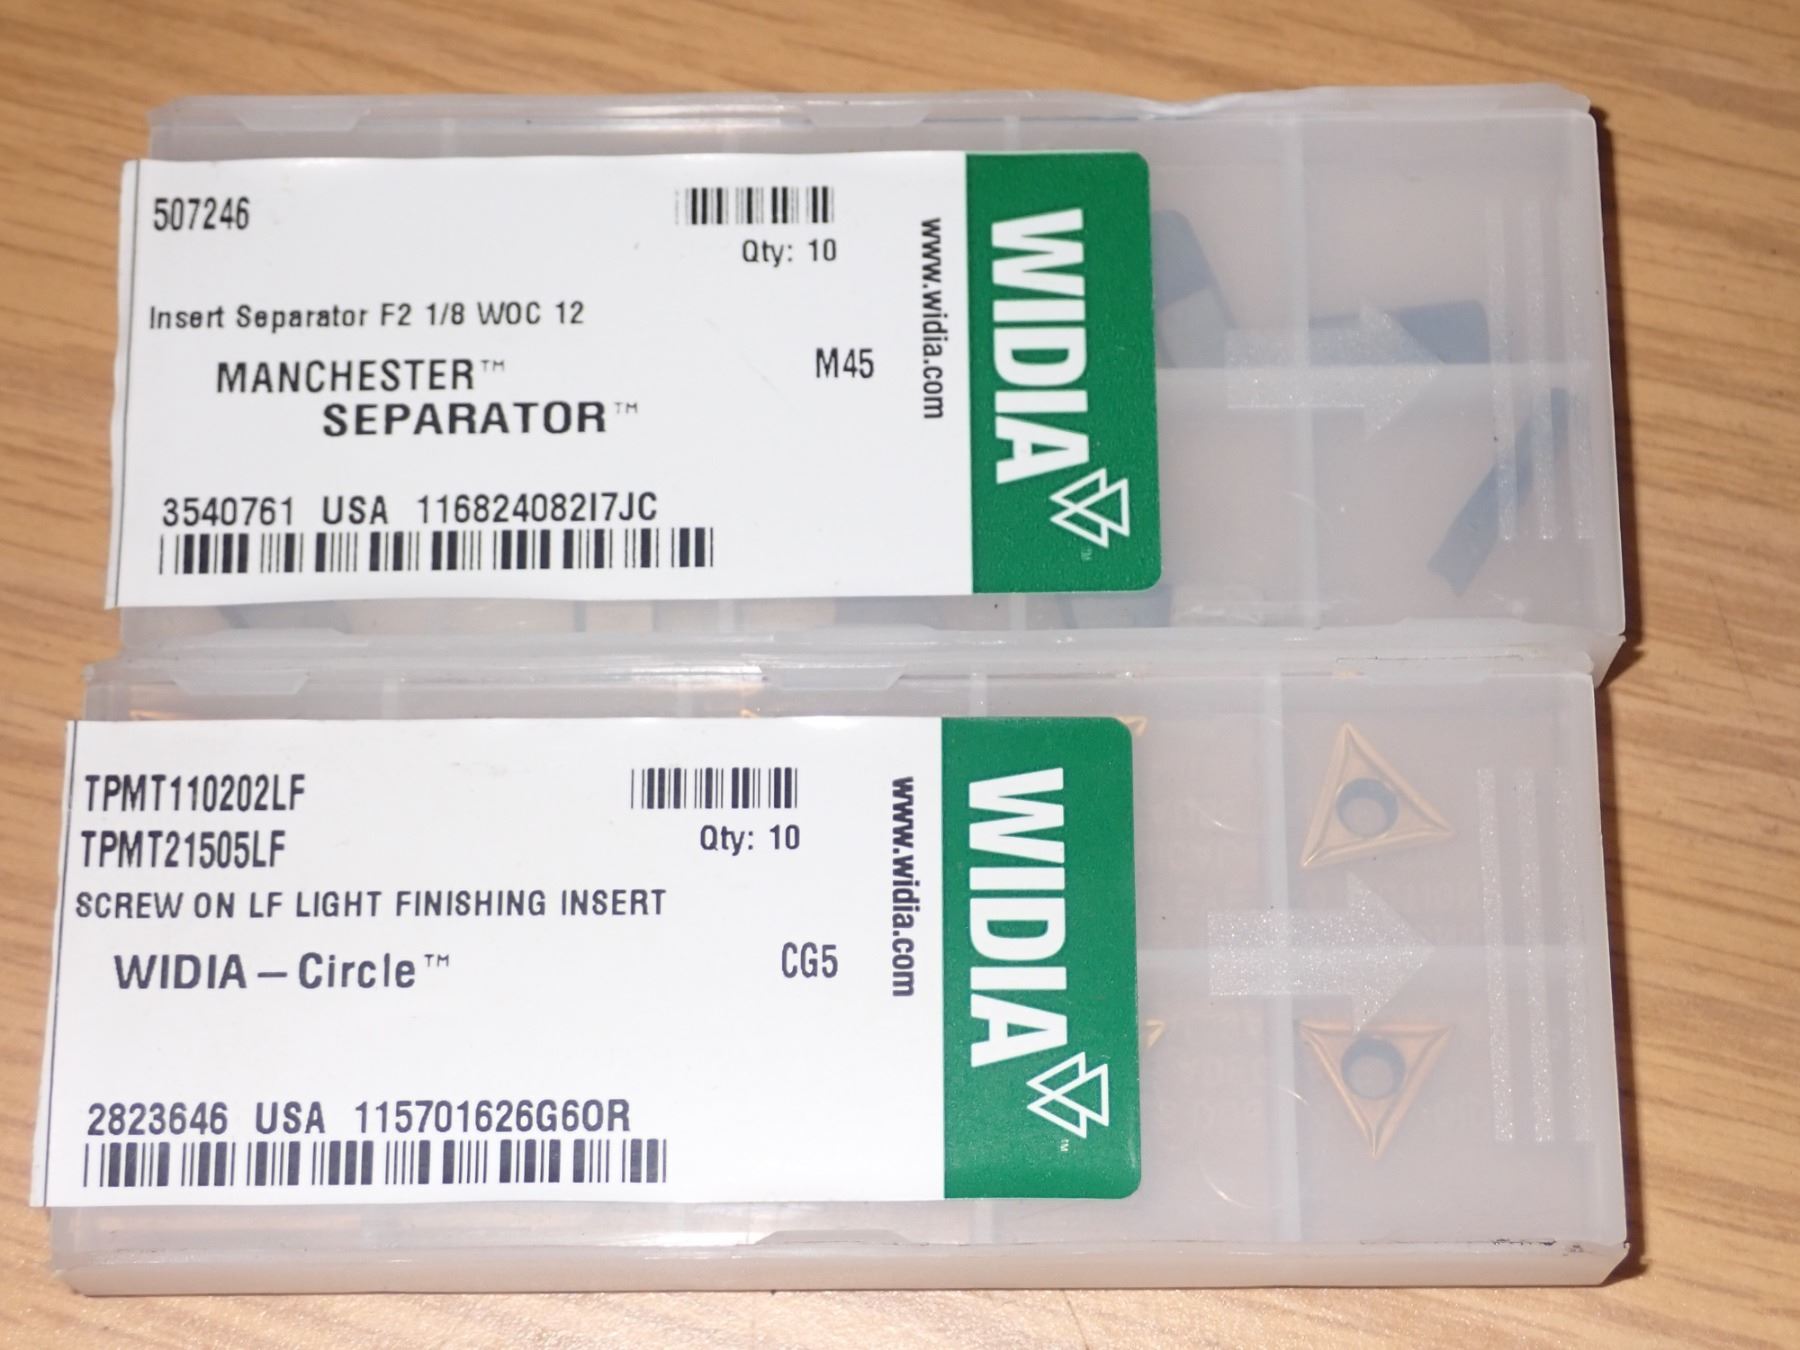 507246
Qty: 10
Insert Separator F2 1/8 WOC 12
MANCHESTER™
SEPARATOR™
M45
3540761 USA 116824082I7JC
www.widia.com
WIDIA
TPMT110202LF
TPMT21505LF
Qty: 10
SCREW ON LF LIGHT FINISHING INSERT
WIDIA – Circle™
CG5
2823646 USA 115701626G6OR
www.widia.com
WIDIA